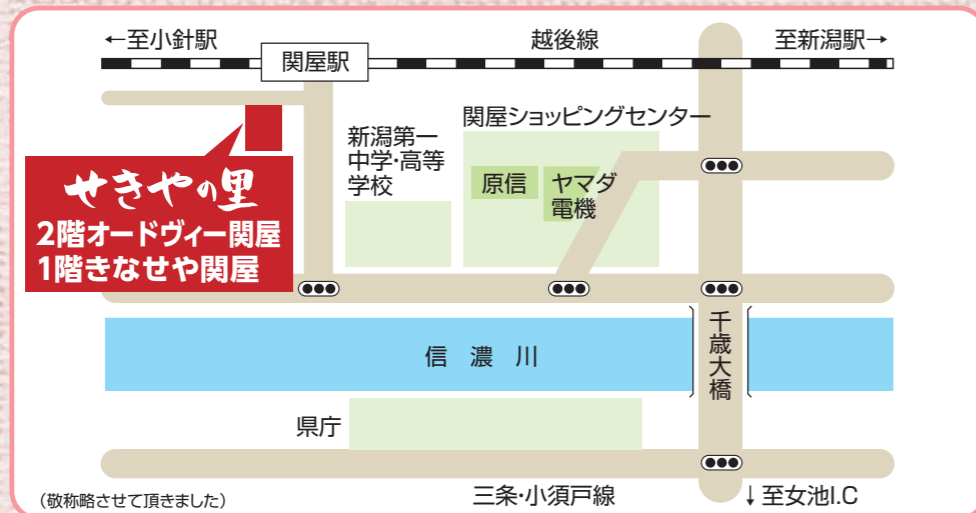 ←至小針駅
越後線
至新潟駅→
関屋駅
関屋ショッピングセンター
新潟第一
中学・高等
学校
原信
ヤマダ
電機
せきやの里
2階オードヴィー関屋
1階きなせや関屋
信濃川
千歳大橋
県庁
(敬称略させて頂きました)
三条・小須戸線
↓至女池I.C